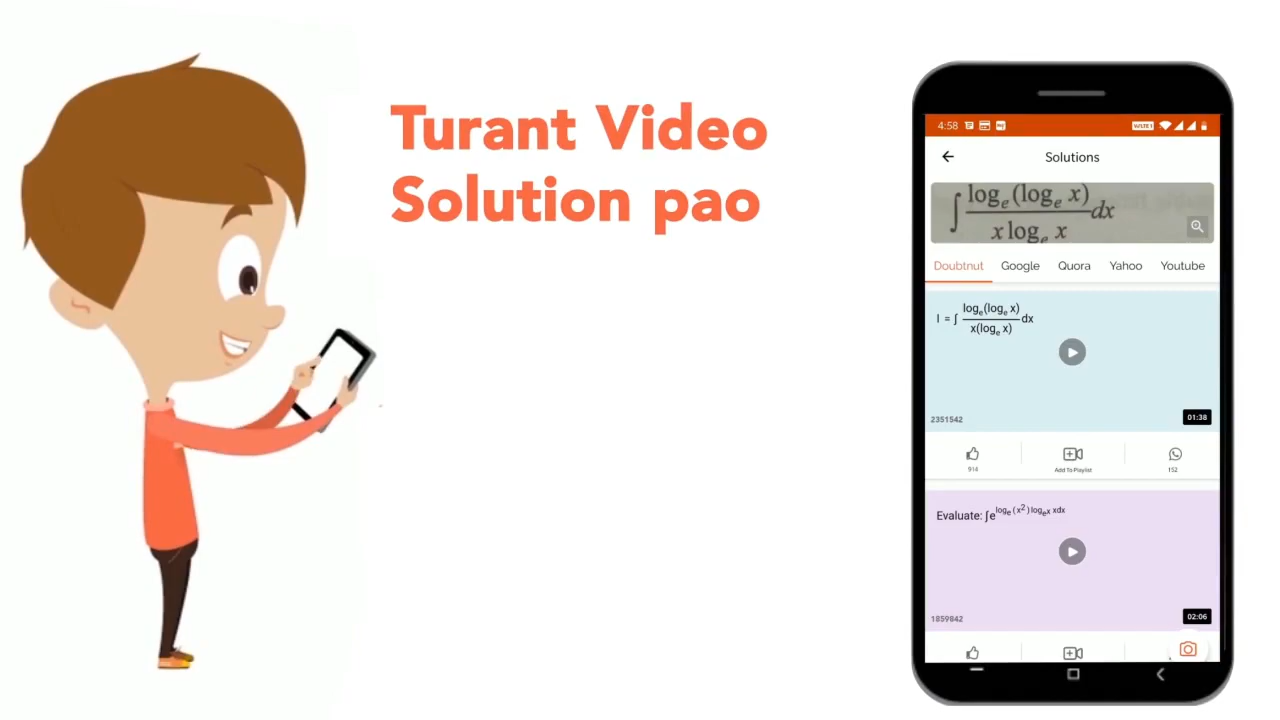 Turant Video
Solution pao
4:58
VoLTE1
Solutions
∫ logₑ(logₑ x) / x logₑ x dx
Doubtnut Google Quora Yahoo Youtube
I = ∫ logₑ(logₑ x) / x(logₑ x) dx
2351542 01:38
914 Add To Playlist 152
Evaluate: ∫e^logₑ(x²)logₑx xdx
1859842 02:06